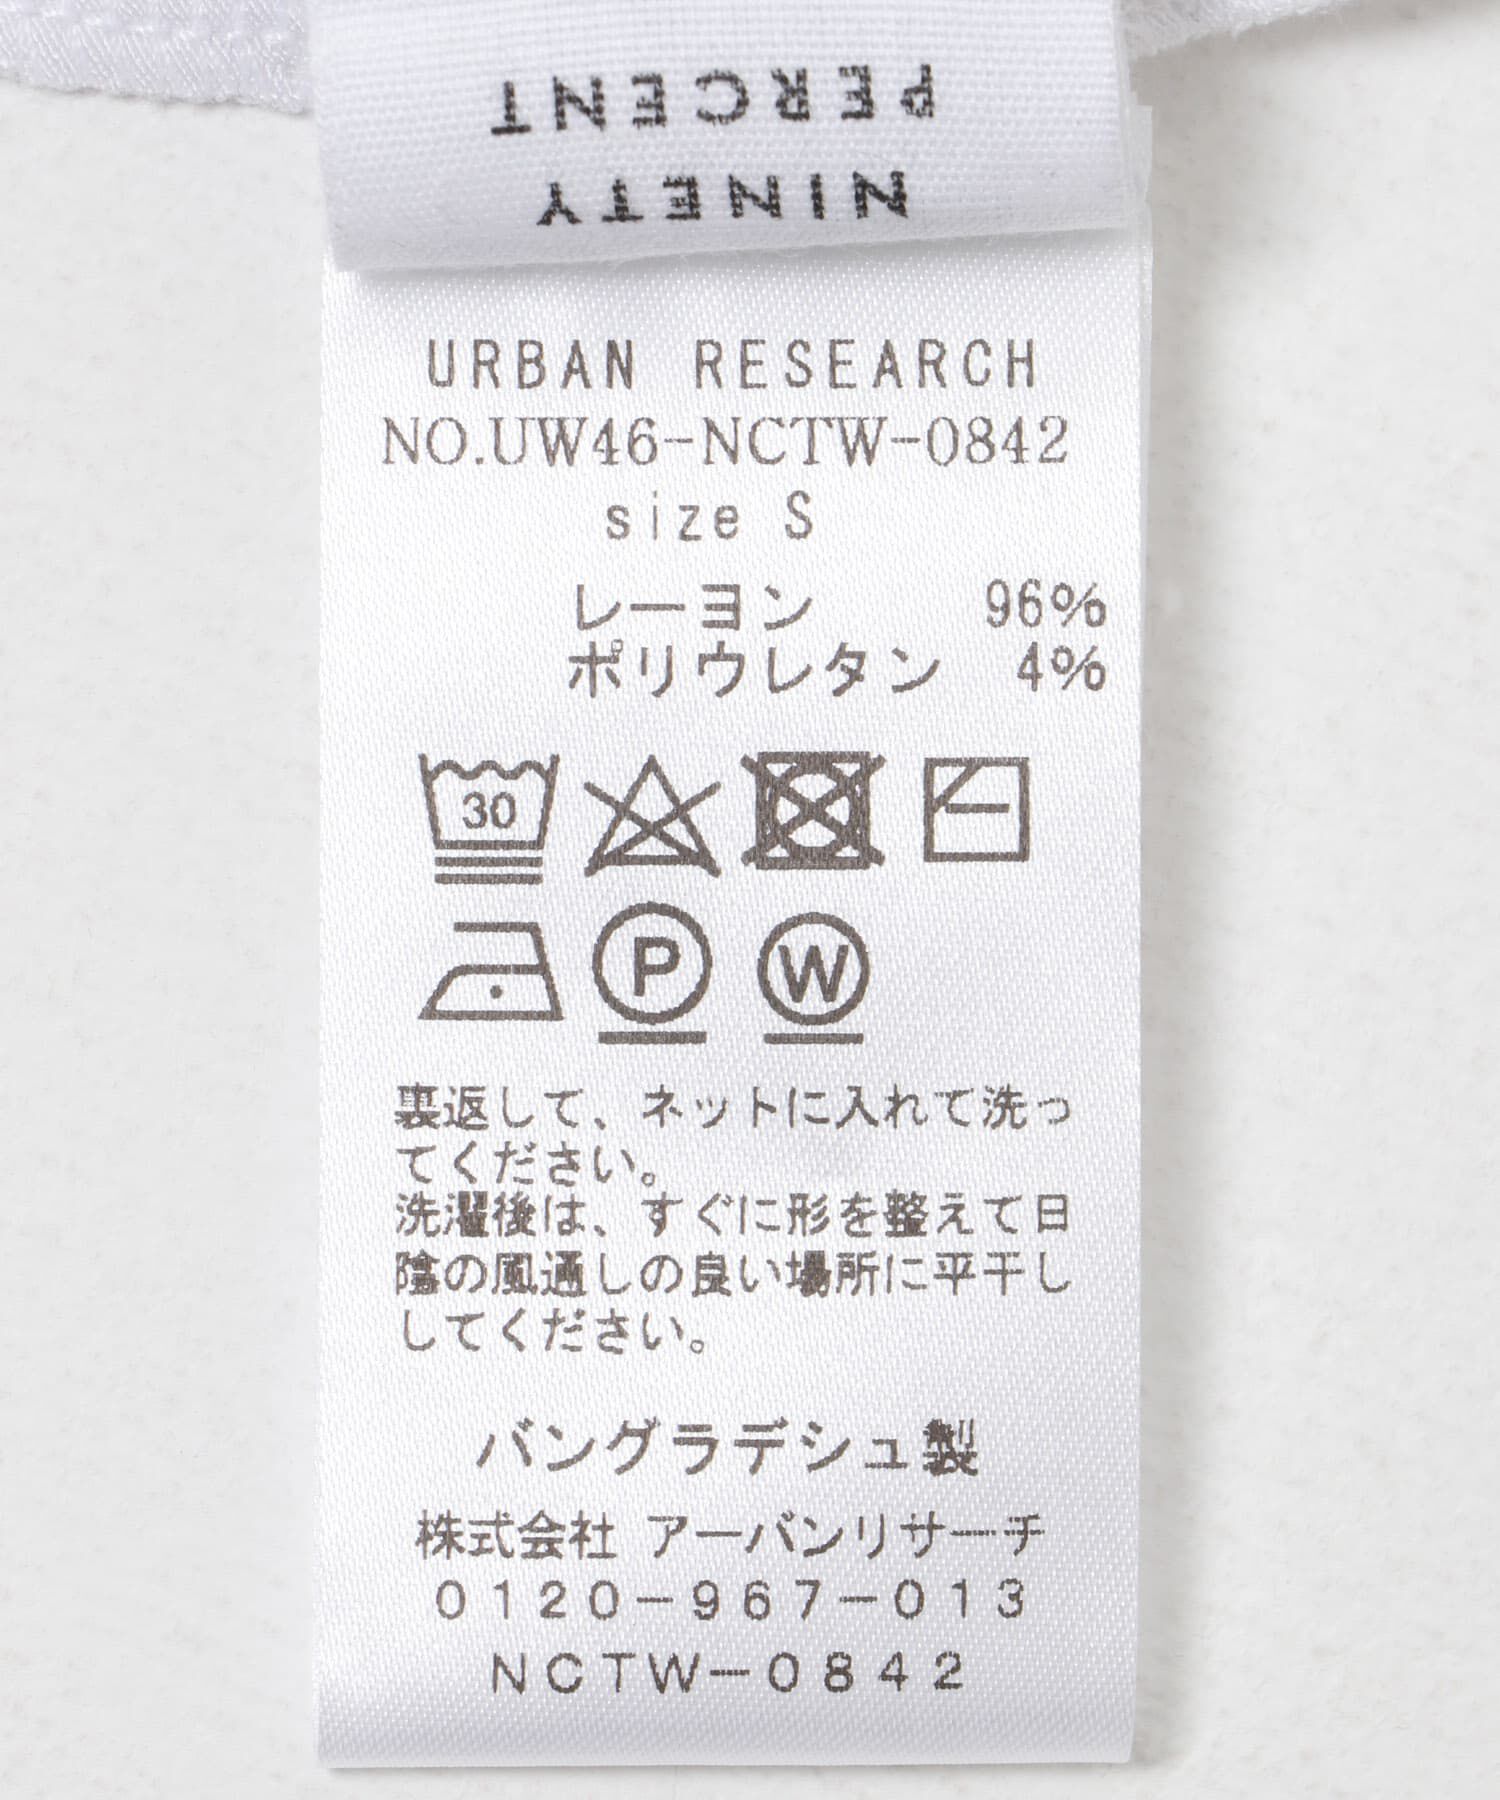 NINETY
PERCENT
URBAN RESEARCH
NO.UW46-NCTW-0842
size S
レーヨン 96%
ポリウレタン 4%
30
P
W
裏返して、ネットに入れて洗っ
てください。
洗濯後は、すぐに形を整えて日
陰の風通しの良い場所に平干し
してください。
バングラデシュ製
株式会社 アーバンリサーチ
0120-967-013
NCTW-0842